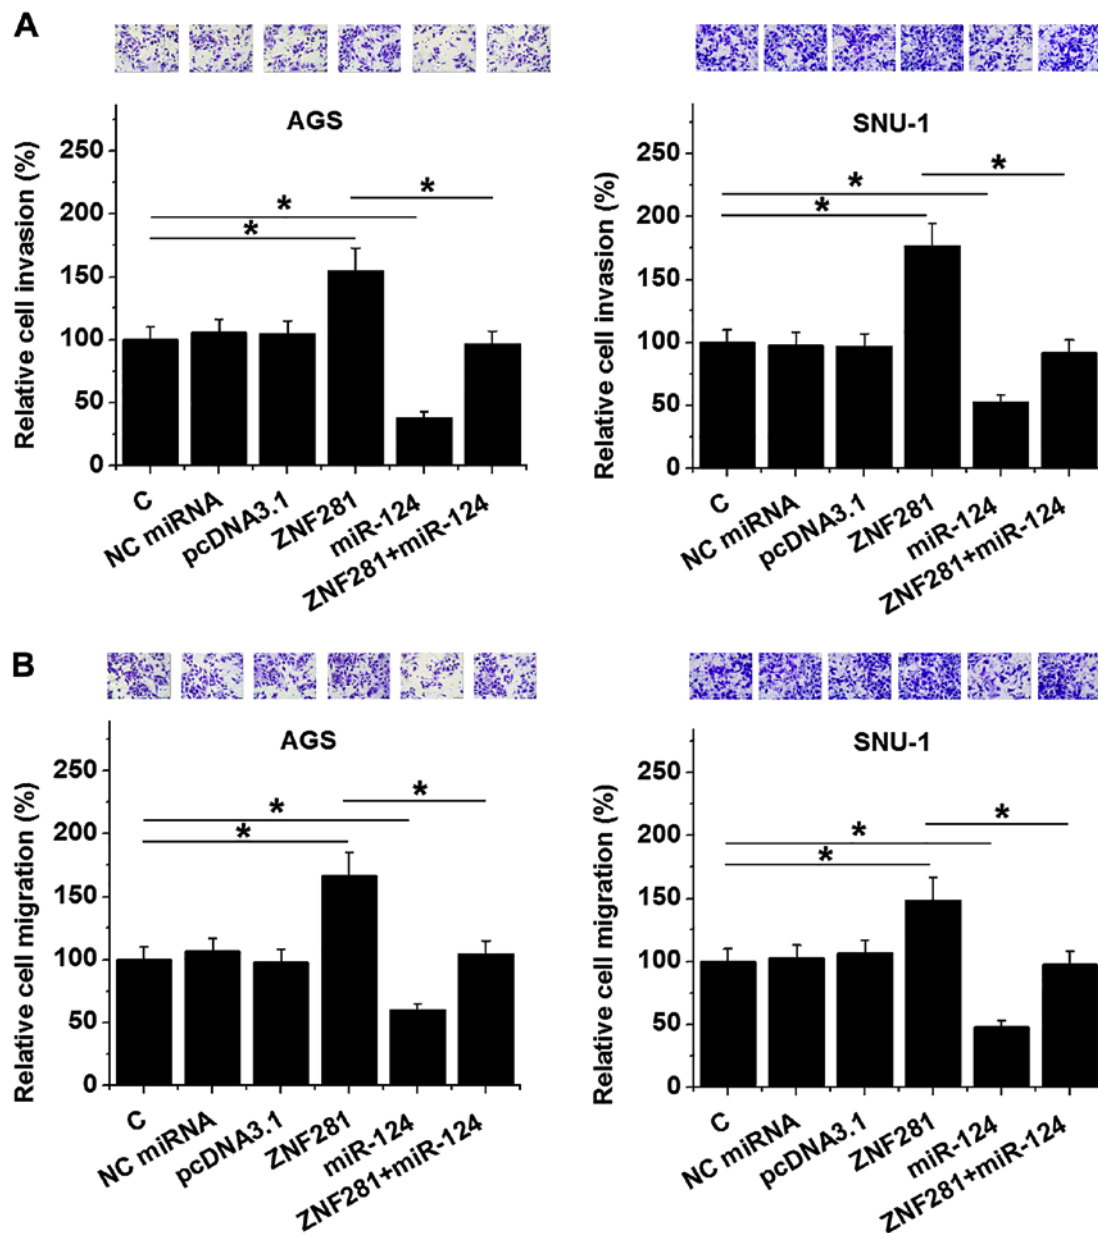 A
AGS
Relative cell invasion (%)
250
200
150
100
50
0
* * *
C
NC miRNA
pcDNA3.1
ZNF281
miR-124
ZNF281+miR-124
SNU-1
Relative cell invasion (%)
250
200
150
100
50
0
* * *
C
NC miRNA
pcDNA3.1
ZNF281
miR-124
ZNF281+miR-124
B
AGS
Relative cell migration (%)
250
200
150
100
50
0
* * *
C
NC miRNA
pcDNA3.1
ZNF281
miR-124
ZNF281+miR-124
SNU-1
Relative cell migration (%)
250
200
150
100
50
0
* * *
C
NC miRNA
pcDNA3.1
ZNF281
miR-124
ZNF281+miR-124